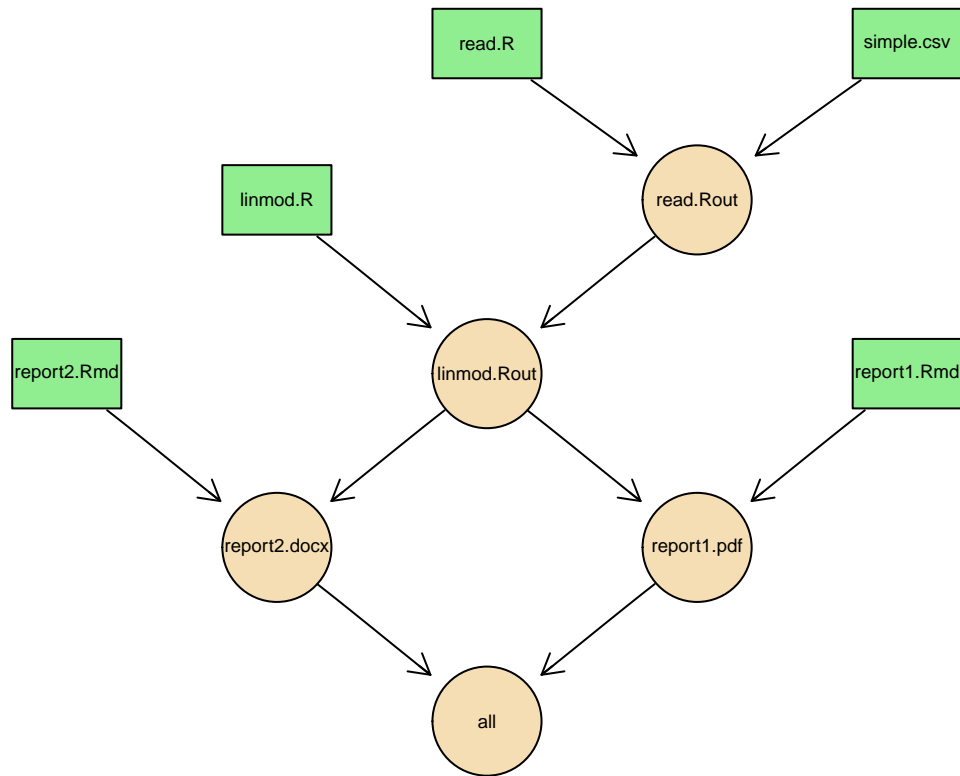 read.R
simple.csv
linmod.R
read.Rout
report2.Rmd
linmod.Rout
report1.Rmd
report2.docx
report1.pdf
all